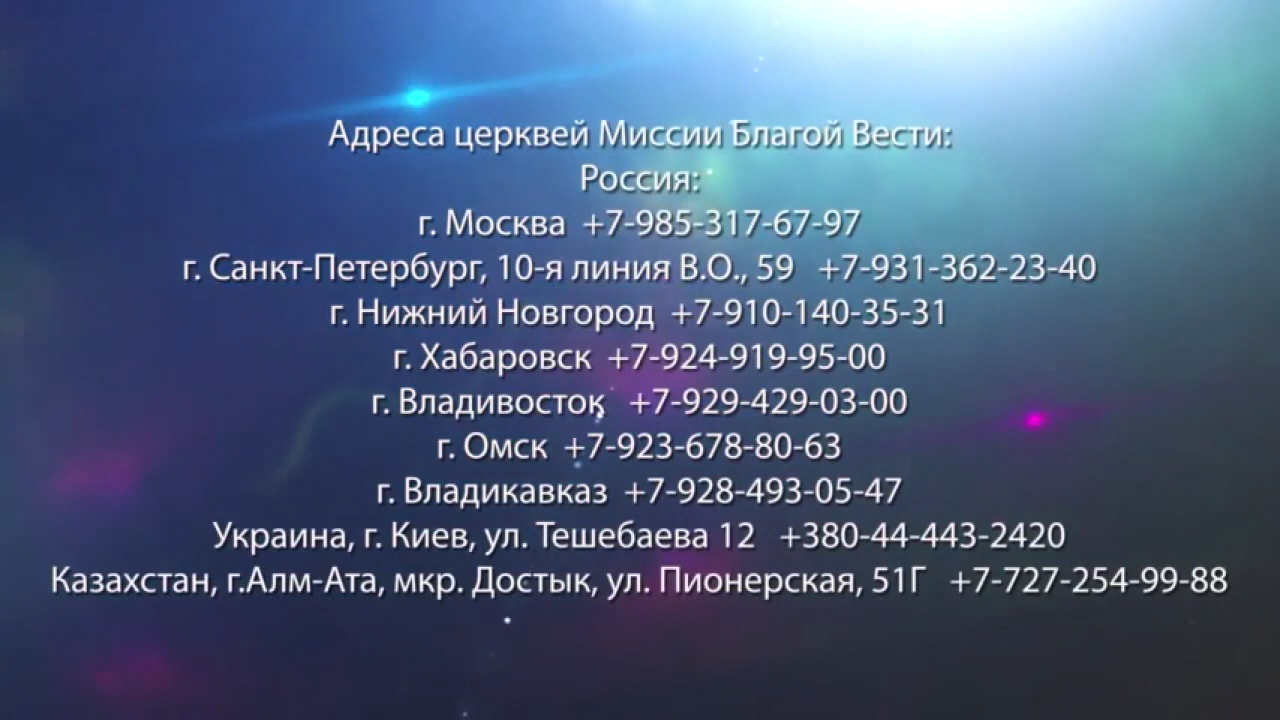 Адреса церквей Миссии Благой Вести:
Россия:
г. Москва +7-985-317-67-97
г. Санкт-Петербург, 10-я линия В.О., 59 +7-931-362-23-40
г. Нижний Новгород +7-910-140-35-31
г. Хабаровск +7-924-919-95-00
г. Владивосток +7-929-429-03-00
г. Омск +7-923-678-80-63
г. Владикавказ +7-928-493-05-47
Украина, г. Киев, ул. Тешебаева 12 +380-44-443-2420
Казахстан, г.Алм-Ата, мкр. Достык, ул. Пионерская, 51Г +7-727-254-99-88